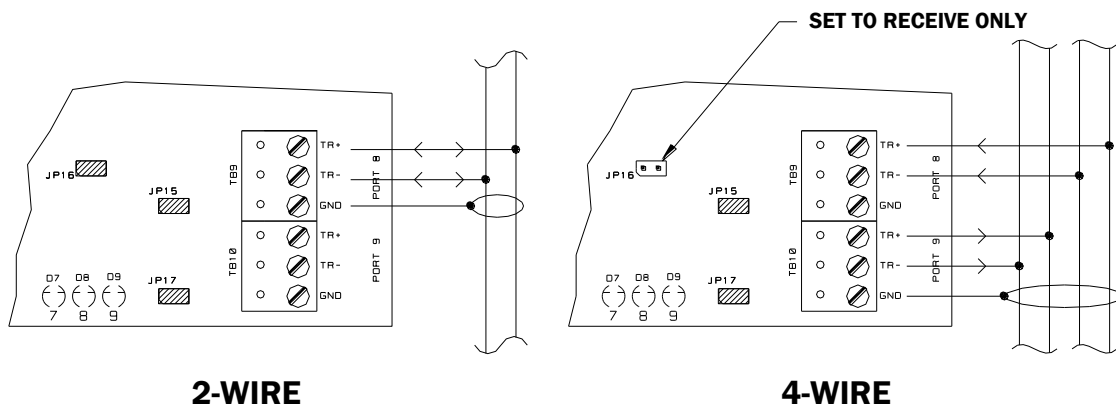 SET TO RECEIVE ONLY
JP16
JP15
JP17
D7 D8 D9
7 8 9
TB9
TR+
TR-
GND
PORT 8
TB10
TR+
TR-
GND
PORT 9
2-WIRE
JP16
JP15
JP17
D7 D8 D9
7 8 9
TB9
TR+
TR-
GND
PORT 8
TB10
TR+
TR-
GND
PORT 9
4-WIRE